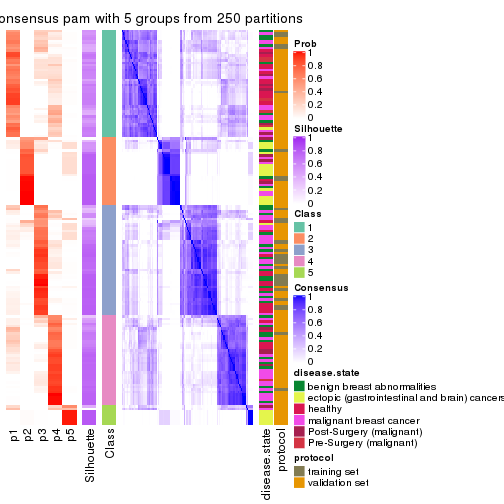 onsensus pam with 5 groups from 250 partitions
Prob
1
0.8
0.6
0.4
0.2
0
Silhouette
1
0.8
0.6
0.4
0.2
0
Class
1
2
3
4
5
Consensus
1
0.8
0.6
0.4
0.2
0
disease.state
benign breast abnormalities
ectopic (gastrointestinal and brain) cancers
healthy
malignant breast cancer
Post-Surgery (malignant)
Pre-Surgery (malignant)
protocol
training set
validation set
p1
p2
p3
p4
p5
Silhouette
Class
disease.state
protocol